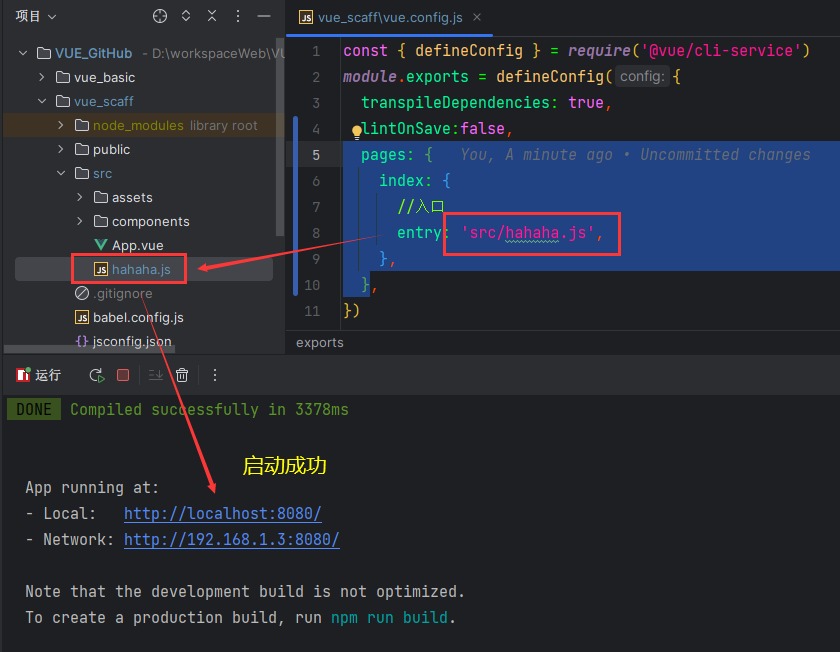 项目
VUE_GitHub - D:\workspaceWeb\VU
vue_basic
vue_scaff
node_modules library root
public
src
assets
components
App.vue
JS hahaha.js
.gitignore
JS babel.config.js
{} jsconfig.json
JS vue_scaff\vue.config.js ×
1 const { defineConfig } = require('@vue/cli-service')
2 module.exports = defineConfig( config: {
3 transpileDependencies: true,
4 lintOnSave:false,
5 pages: { You, A minute ago • Uncommitted changes
6 index: {
7 //入口
8 entry: 'src/hahaha.js',
9 },
10 },
11 })
exports
运行
DONE Compiled successfully in 3378ms
启动成功
App running at:
- Local: http://localhost:8080/
- Network: http://192.168.1.3:8080/
Note that the development build is not optimized.
To create a production build, run npm run build.